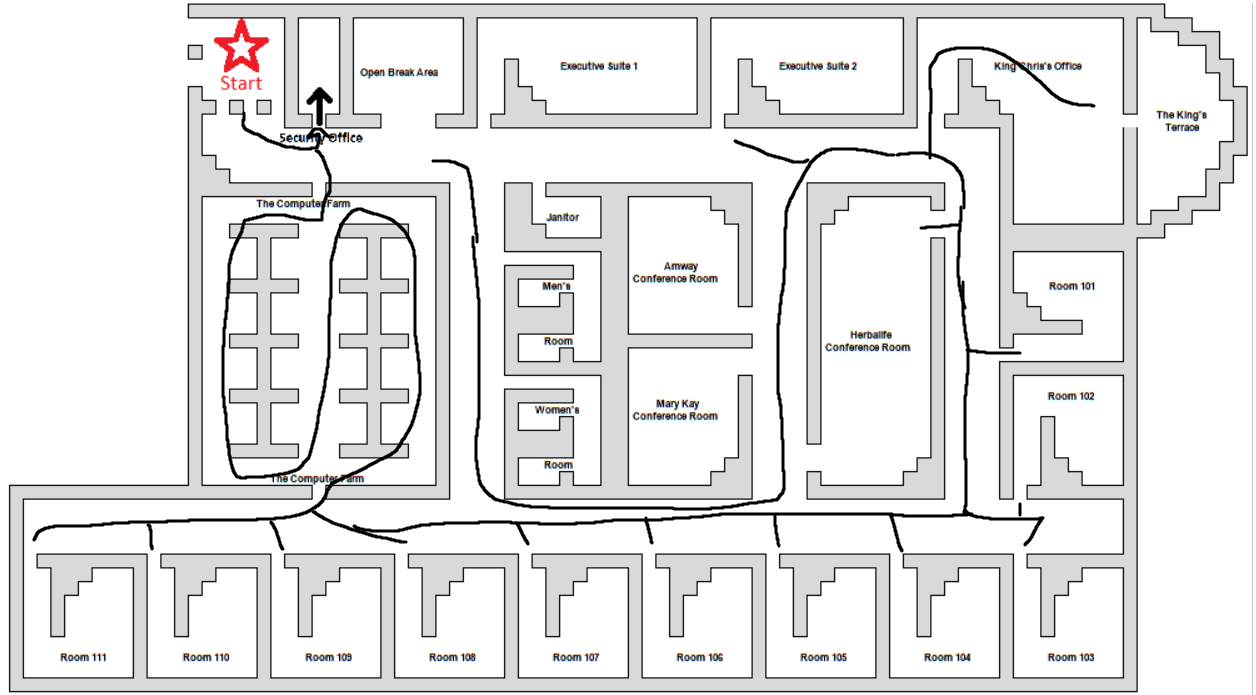 Start
Open Break Area
Executive Suite 1
Executive Suite 2
King Chris's Office
The King's
Terrace
Security Office
The Computer Farm
Janitor
Amway
Conference Room
Men's
Room
Room 101
Herbalife
Conference Room
Women's
Room
Mary Kay
Conference Room
Room 102
The Computer Farm
Room 111
Room 110
Room 109
Room 108
Room 107
Room 106
Room 105
Room 104
Room 103